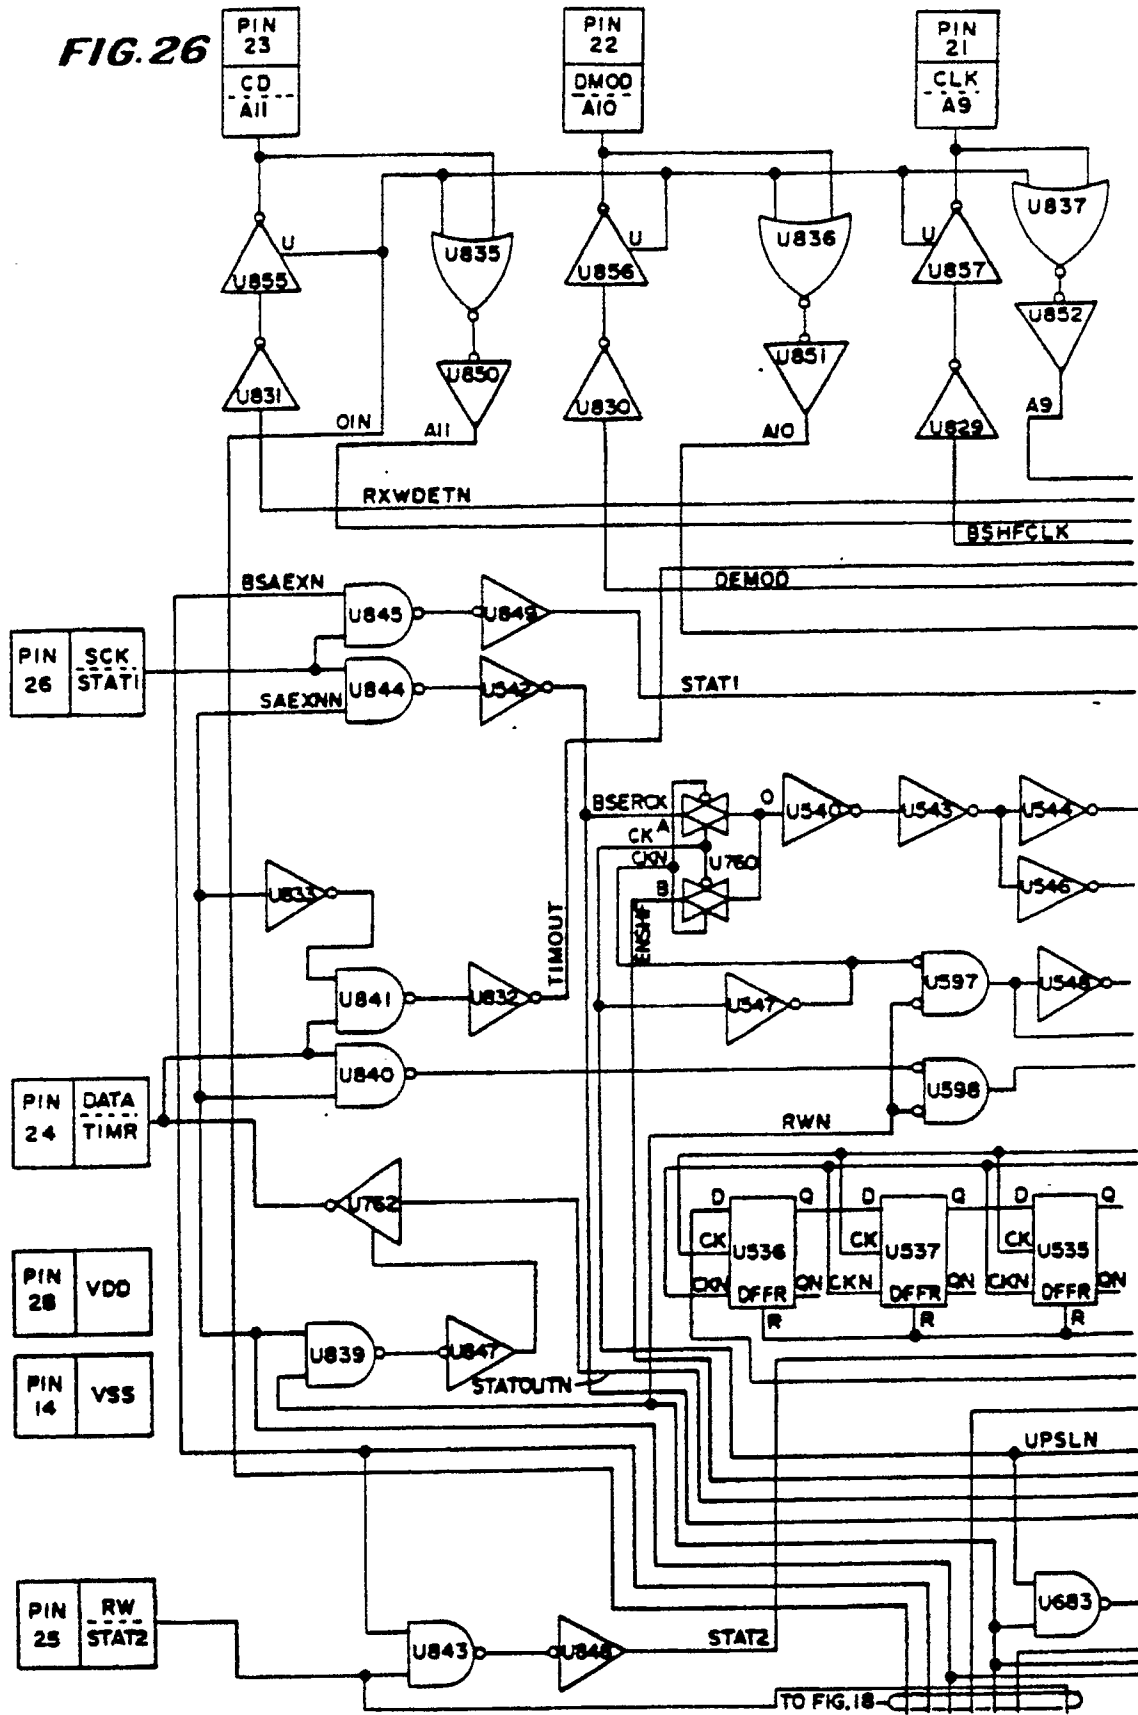 FIG.26
PIN 23
CD
A11
PIN 22
DMOD
A10
PIN 21
CLK
A9
U837
U835
U836
U
U855
U
U856
U
U857
U852
U850
U851
U831
U830
U829
OIN
A11
A10
A9
RXWDETN
BSHFCLK
BSAEXN
DEMOD
U845
U849
PIN 26
SCK
STAT1
U844
U542
STAT1
SAEXNN
BSERCK
O
U540
U543
U544
A
CK
CKN
U760
B
U546
U833
TIMOUT
ENSHF
U841
U832
U547
U597
U548
U840
U598
PIN 24
DATA
TIMR
RWN
U762
D
Q
D
Q
D
Q
CK
U536
CK
U537
CK
U535
CKN
DFFR
QN
CKN
DFFR
QN
CKN
DFFR
QN
R
R
R
PIN 28
VDD
U839
U847
STATOUTN
PIN 14
VSS
UPSLN
PIN 25
RW
STAT2
U683
U843
STAT2
TO FIG.18